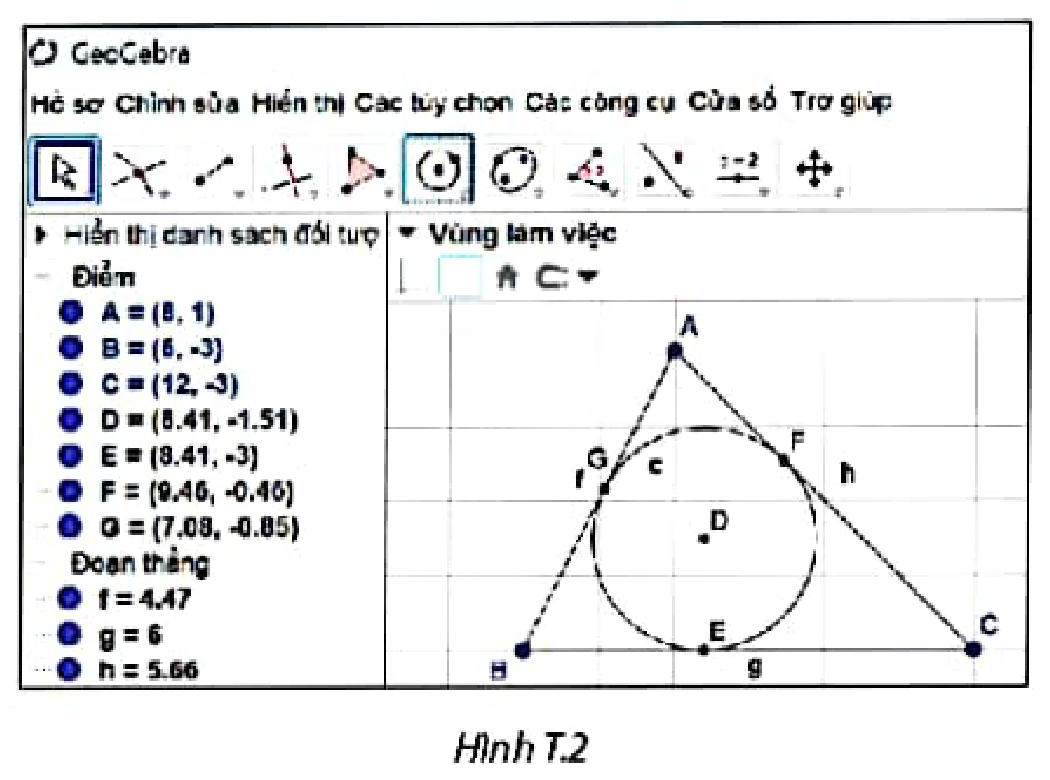 GeoGebra
Hồ sơ Chỉnh sửa Hiển thị Các tùy chọn Các công cụ Cửa sổ Trợ giúp
Hiển thị danh sách đối tượ
Vùng làm việc
Điểm
A = (8, 1)
B = (6, -3)
C = (12, -3)
D = (8.41, -1.51)
E = (8.41, -3)
F = (9.46, -0.46)
G = (7.08, -0.85)
Đoạn thẳng
f = 4.47
g = 6
h = 5.66
A
F
G
c
h
f
D
E
C
B
g
Hình T.2